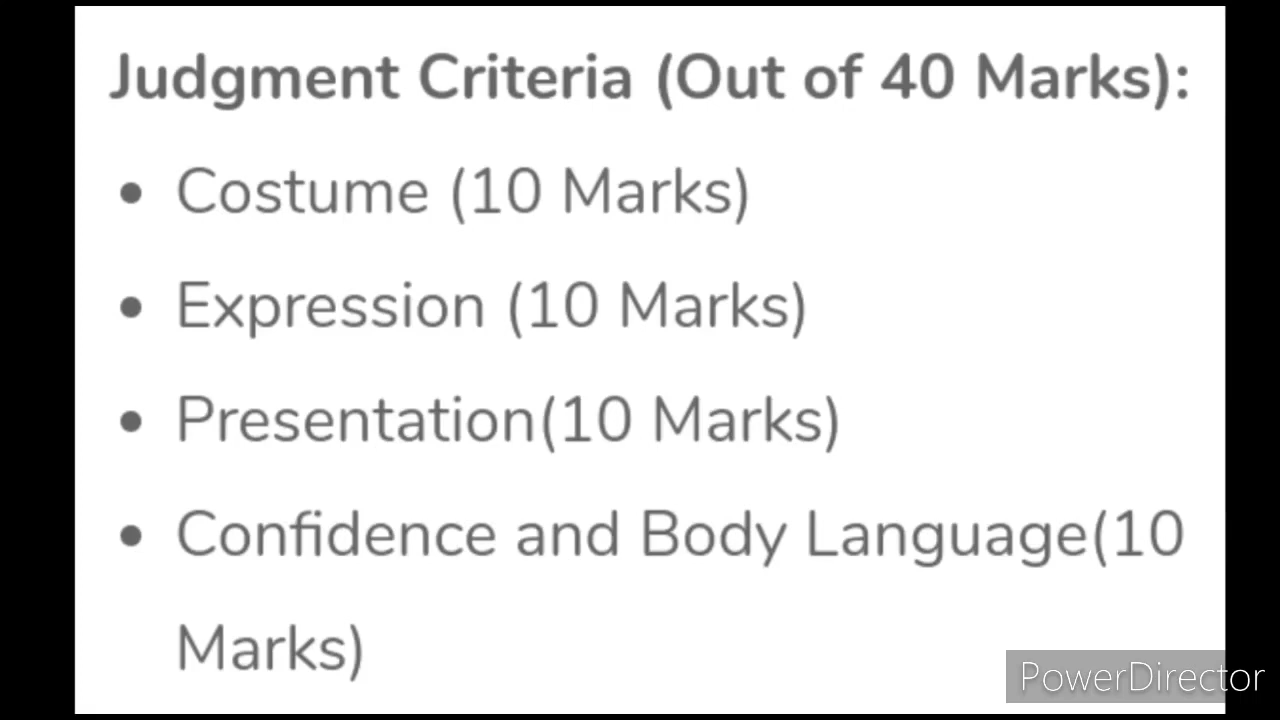 Judgment Criteria (Out of 40 Marks):
• Costume (10 Marks)
• Expression (10 Marks)
• Presentation(10 Marks)
• Confidence and Body Language(10
Marks)
PowerDirector